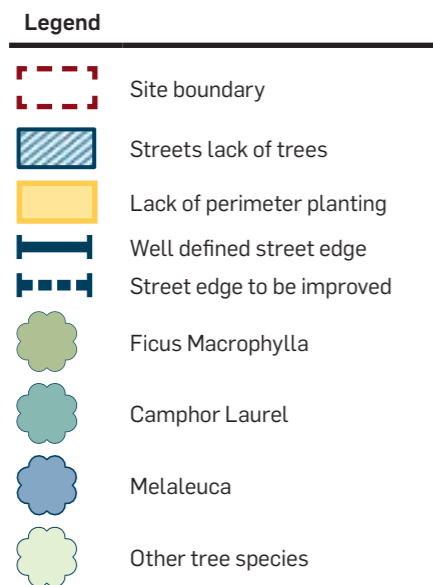 Legend
Site boundary
Streets lack of trees
Lack of perimeter planting
Well defined street edge
Street edge to be improved
Ficus Macrophylla
Camphor Laurel
Melaleuca
Other tree species